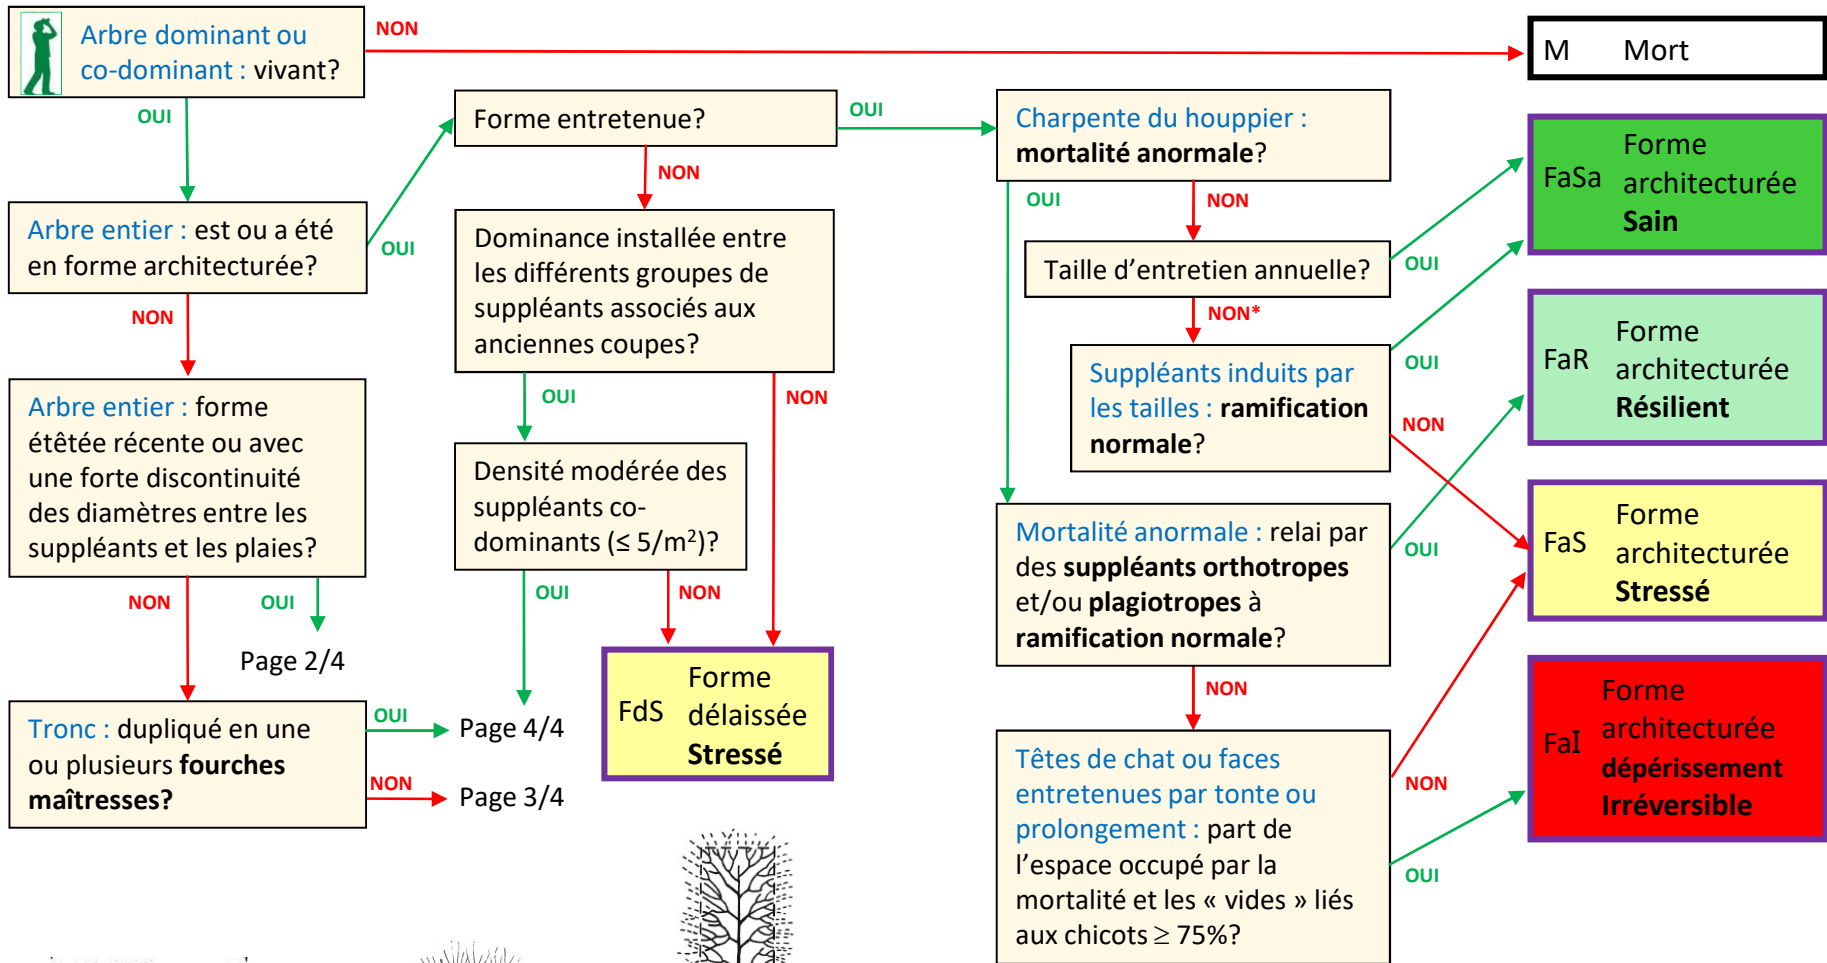 Arbre dominant ou
co-dominant : vivant?
NON
M Mort
OUI
Forme entretenue?
OUI
Charpente du houppier :
mortalité anormale?
FaSa
Forme
architecturée
Sain
NON
OUI
NON
Arbre entier : est ou a été
en forme architecturée?
OUI
Dominance installée entre
les différents groupes de
suppléants associés aux
anciennes coupes?
Taille d'entretien annuelle?
OUI
NON
NON*
FaR
Forme
architecturée
Résilient
Arbre entier : forme
étêtée récente ou avec
une forte discontinuité
des diamètres entre les
suppléants et les plaies?
OUI
NON
Suppléants induits par
les tailles : ramification
normale?
OUI
NON
Densité modérée des
suppléants co-
dominants (≤ 5/m²)?
Mortalité anormale : relai par
des suppléants orthotropes
et/ou plagiotropes à
ramification normale?
OUI
FaS
Forme
architecturée
Stressé
NON
OUI
OUI
NON
Page 2/4
FdS
Forme
délaissée
Stressé
NON
FaI
Forme
architecturée
dépérissement
Irréversible
Tronc : dupliqué en une
ou plusieurs fourches
maîtresses?
OUI
Page 4/4
NON
Page 3/4
Têtes de chat ou faces
entretenues par tonte ou
prolongement : part de
l'espace occupé par la
mortalité et les « vides » liés
aux chicots ≥ 75%?
NON
OUI